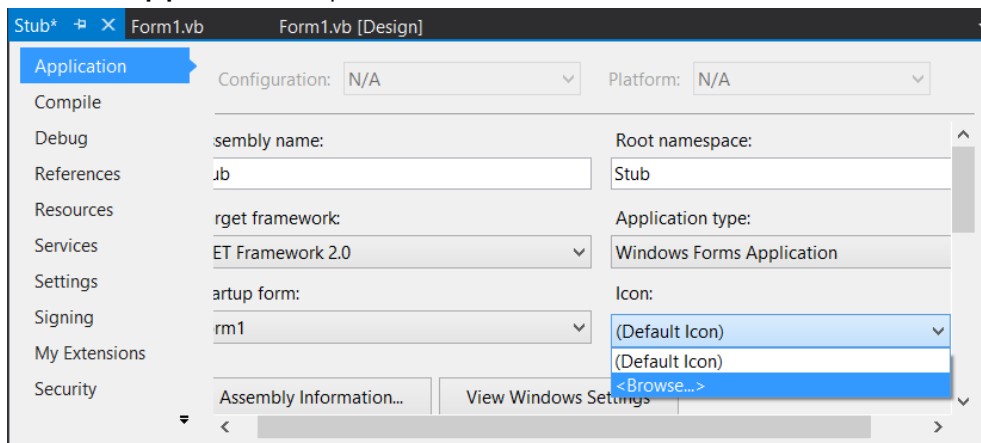 Stub* Form1.vb Form1.vb [Design]
Application
Configuration: N/A Platform: N/A
Compile
Debug
ssembly name: Root namespace:
References
ub Stub
Resources
rget framework: Application type:
Services
ET Framework 2.0 Windows Forms Application
Settings
artup form: Icon:
Signing
rm1 (Default Icon)
My Extensions
(Default Icon)
Security
<Browse...>
Assembly Information... View Windows Settings